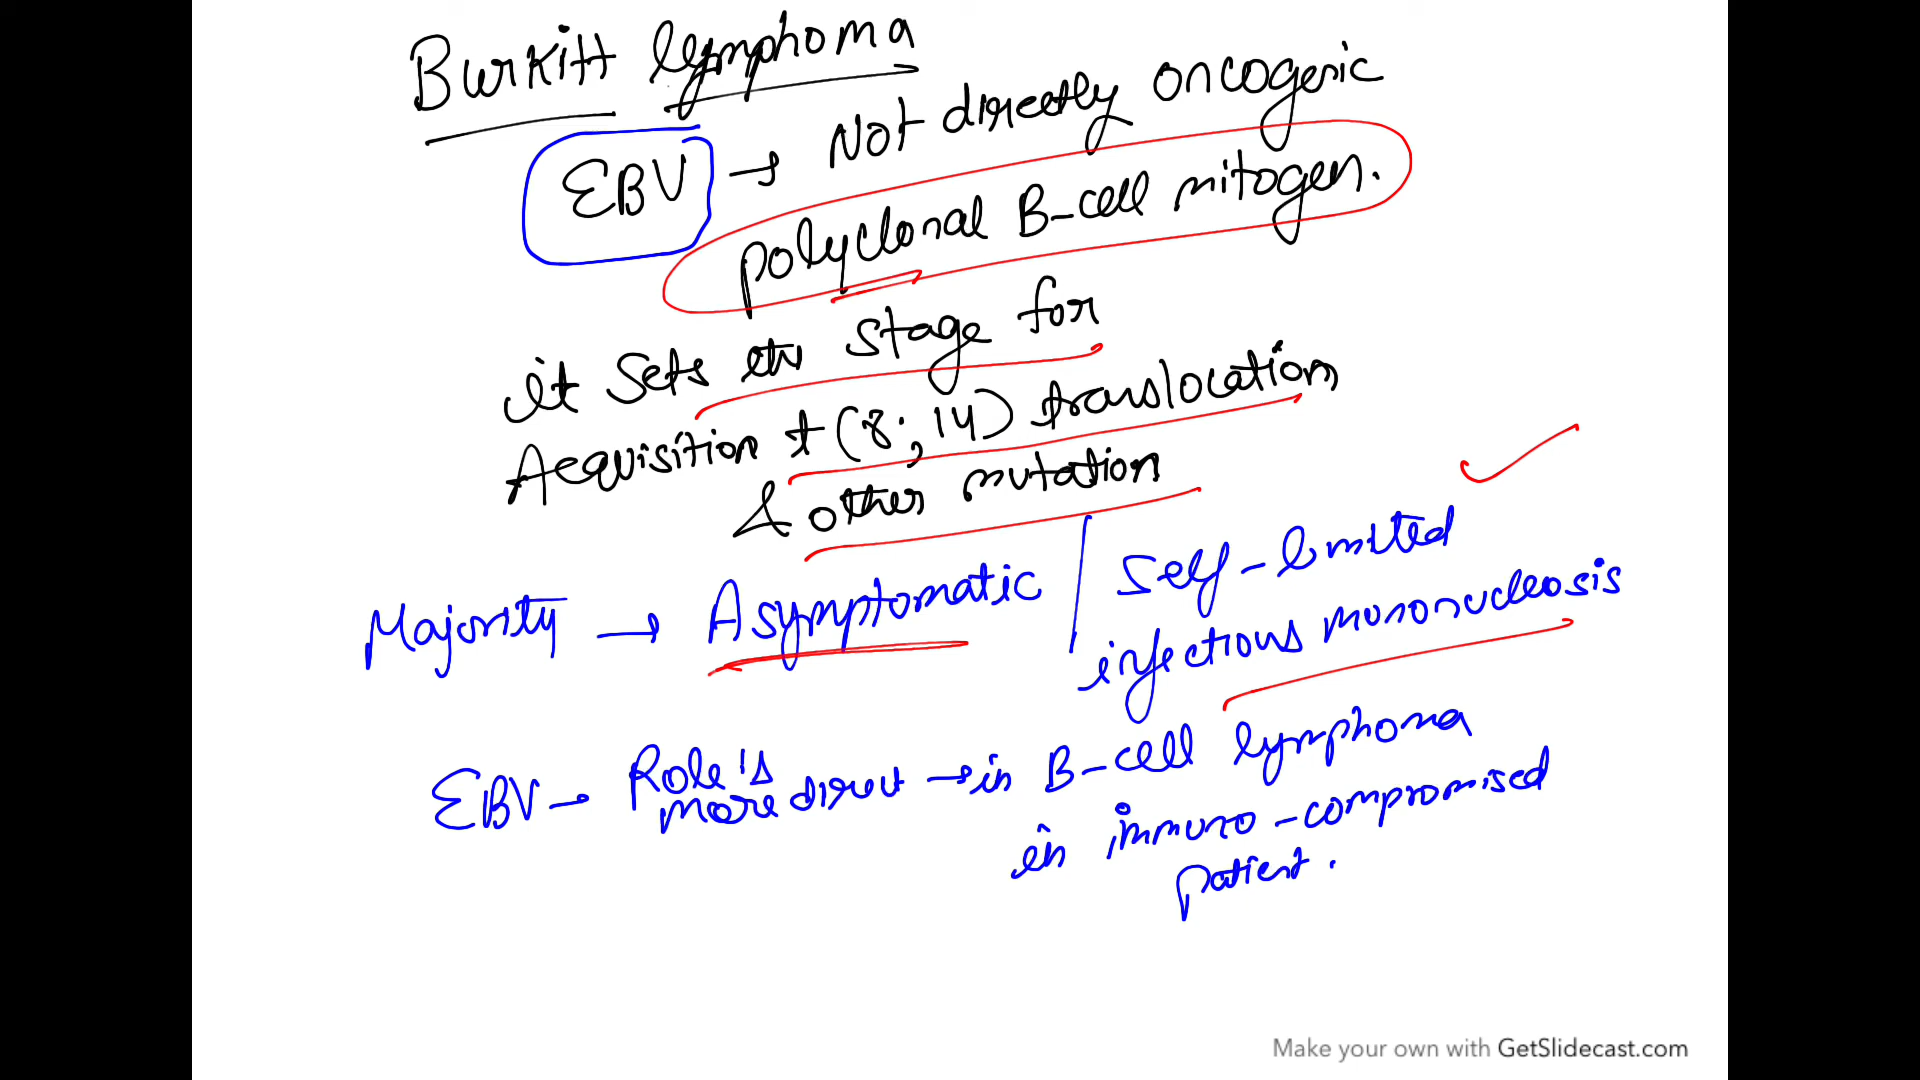 Burkitt lymphoma
EBV → Not directly oncogenic
polyclonal B-cell mitogen.
it sets the stage for
Acquisition t(8;14) translocation
& other mutation
Majority → Asymptomatic / Self-limited
infectious mononucleosis
EBV → Role's more direct → in B-cell lymphoma
in immuno-compromised
patient.
Make your own with GetSlidecast.com